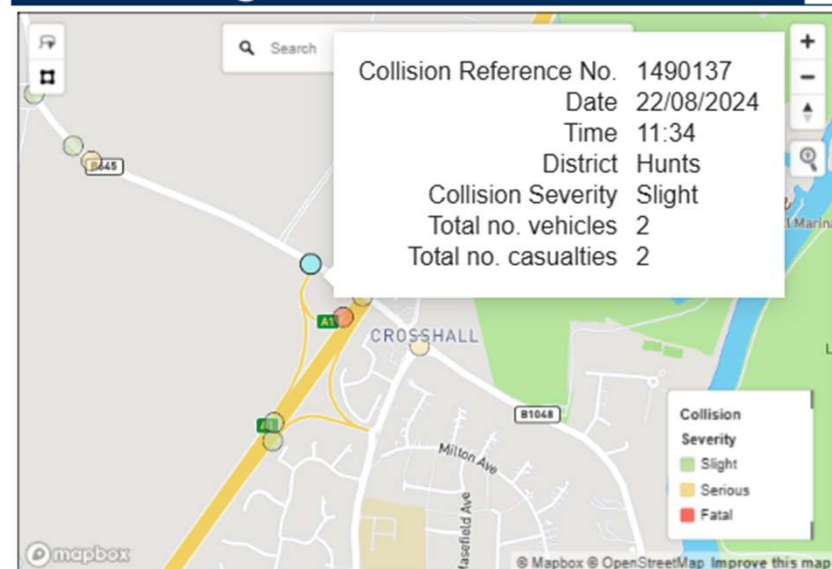 Search
Collision Reference No. 1490137
Date 22/08/2024
Time 11:34
District Hunts
Collision Severity Slight
Total no. vehicles 2
Total no. casualties 2
B645
Marina
A1
CROSSHALL
A1
B1048
Milton Ave
Masefield Ave
Collision
Severity
Slight
Serious
Fatal
mapbox
© Mapbox © OpenStreetMap Improve this map